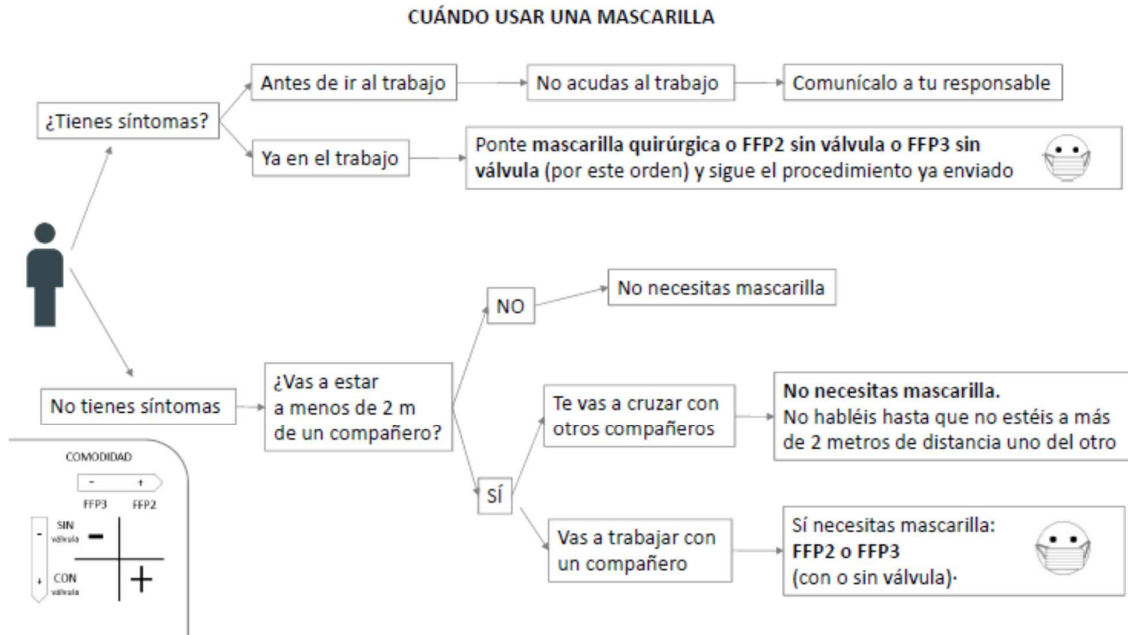 CUÁNDO USAR UNA MASCARILLA
Antes de ir al trabajo
No acudas al trabajo
Comunícalo a tu responsable
¿Tienes síntomas?
Ya en el trabajo
Ponte mascarilla quirúrgica o FFP2 sin válvula o FFP3 sin
válvula (por este orden) y sigue el procedimiento ya enviado
NO
No necesitas mascarilla
No tienes síntomas
¿Vas a estar
a menos de 2 m
de un compañero?
SÍ
Te vas a cruzar con
otros compañeros
No necesitas mascarilla.
No habléis hasta que no estéis a más
de 2 metros de distancia uno del otro
Vas a trabajar con
un compañero
Sí necesitas mascarilla:
FFP2 o FFP3
(con o sin válvula)·
COMODIDAD
- +
FFP3 FFP2
- SIN
válvula
-
+ CON
válvula
+